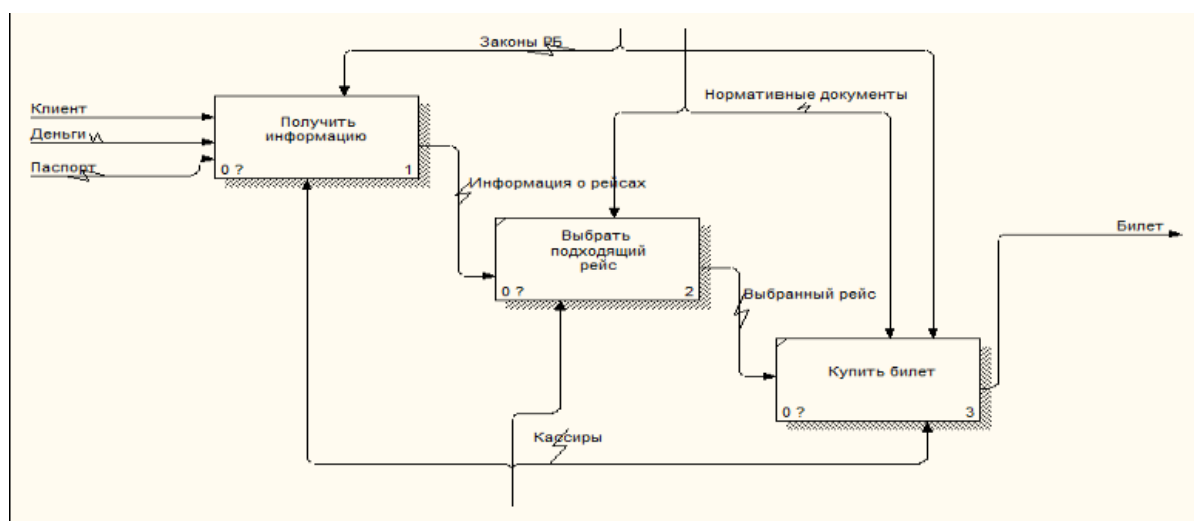 Законы РБ
Клиент
Деньги
Паспорт
Получить
информацию
0 ?
1
Нормативные документы
Информация о рейсах
Выбрать
подходящий
рейс
0 ?
2
Билет
Выбранный рейс
Купить билет
0 ?
3
Кассиры